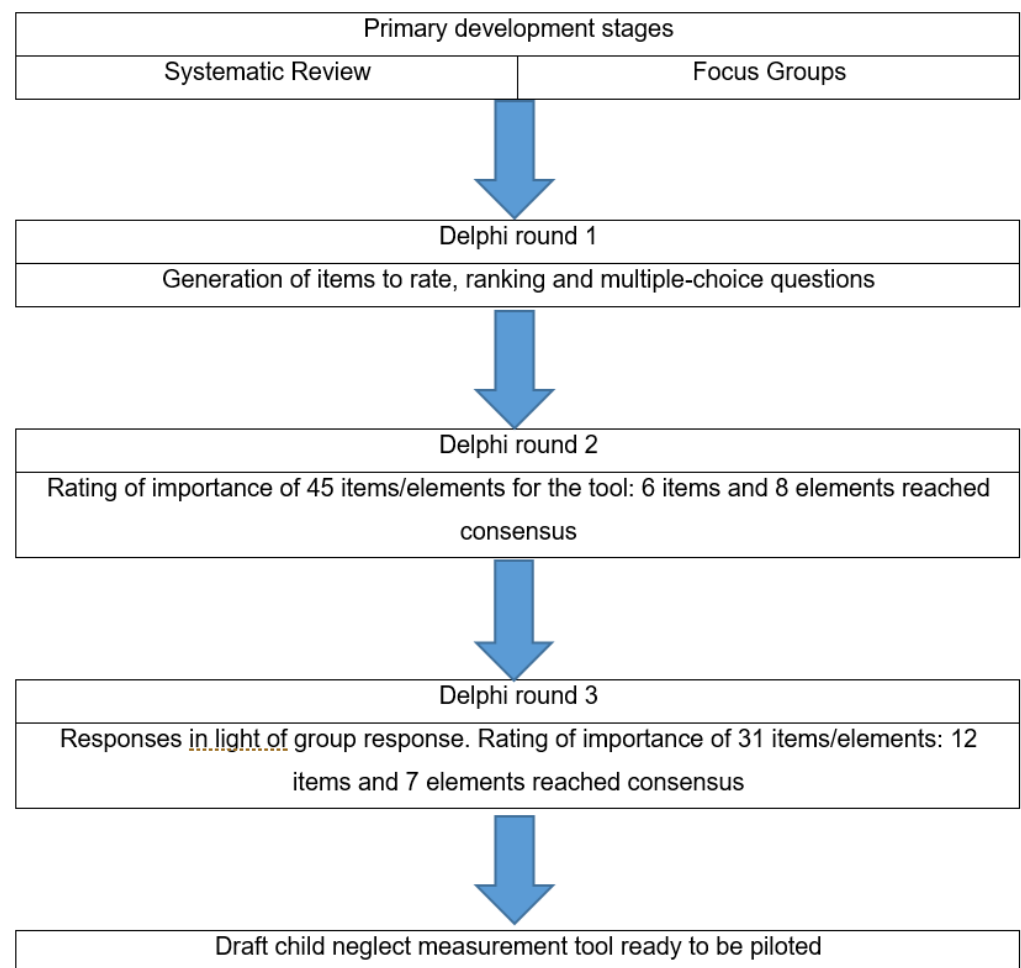 Primary development stages
Systematic Review
Focus Groups
Delphi round 1
Generation of items to rate, ranking and multiple-choice questions
Delphi round 2
Rating of importance of 45 items/elements for the tool: 6 items and 8 elements reached
consensus
Delphi round 3
Responses in light of group response. Rating of importance of 31 items/elements: 12
items and 7 elements reached consensus
Draft child neglect measurement tool ready to be piloted